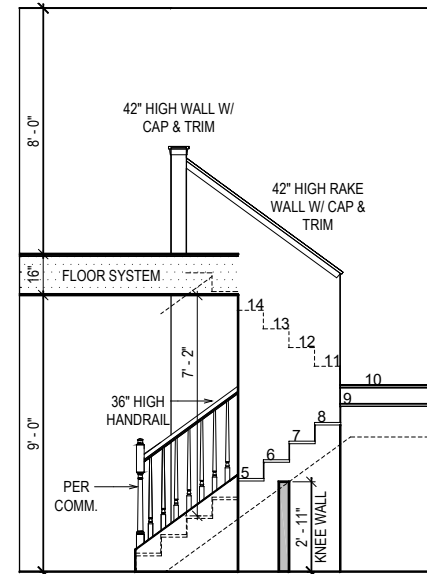 42" HIGH WALL W/
CAP & TRIM
8' - 0"
42" HIGH RAKE
WALL W/ CAP &
TRIM
16"
FLOOR SYSTEM
14
13
12
11
7' - 2"
10
36" HIGH
HANDRAIL
9
9' - 0"
8
7
6
5
PER
COMM.
2' - 11"
KNEE WALL